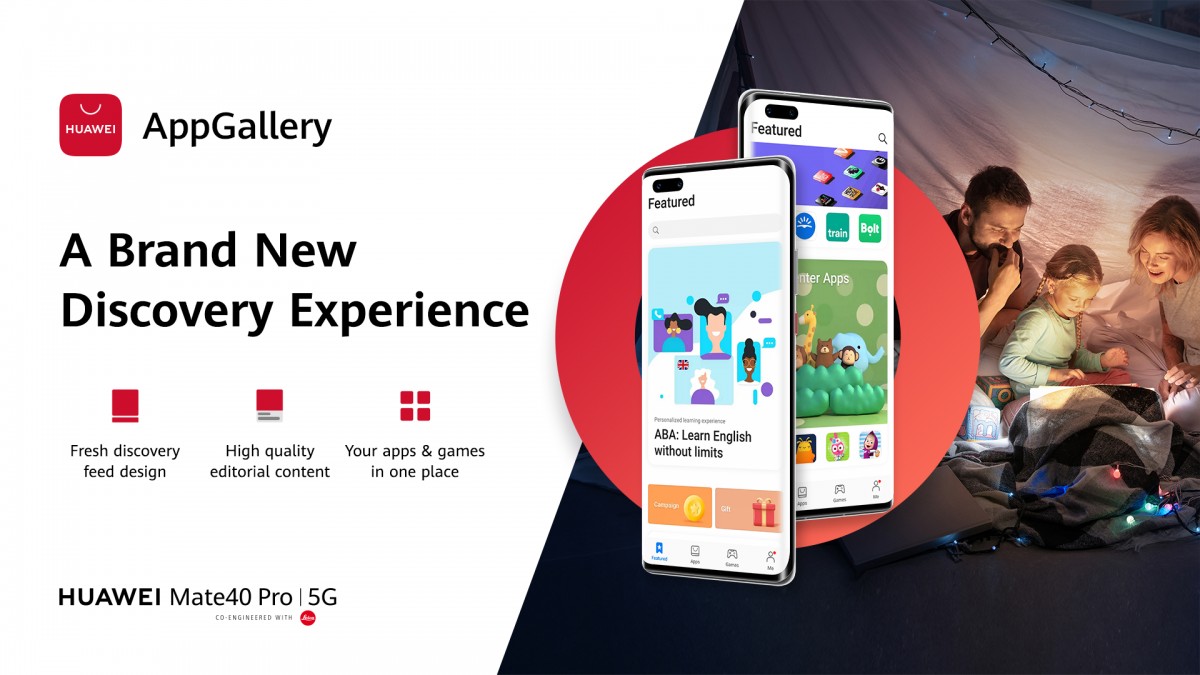 HUAWEI
AppGallery
A Brand New
Discovery Experience
Fresh discovery
feed design
High quality
editorial content
Your apps & games
in one place
HUAWEI Mate40 Pro | 5G
CO-ENGINEERED WITH
Leica
Featured
Personalized learning experience
ABA: Learn English
without limits
Campaign
Gift
Featured
Apps
Games
Me
Featured
train
Bolt
nter Apps
Apps
Games
Me